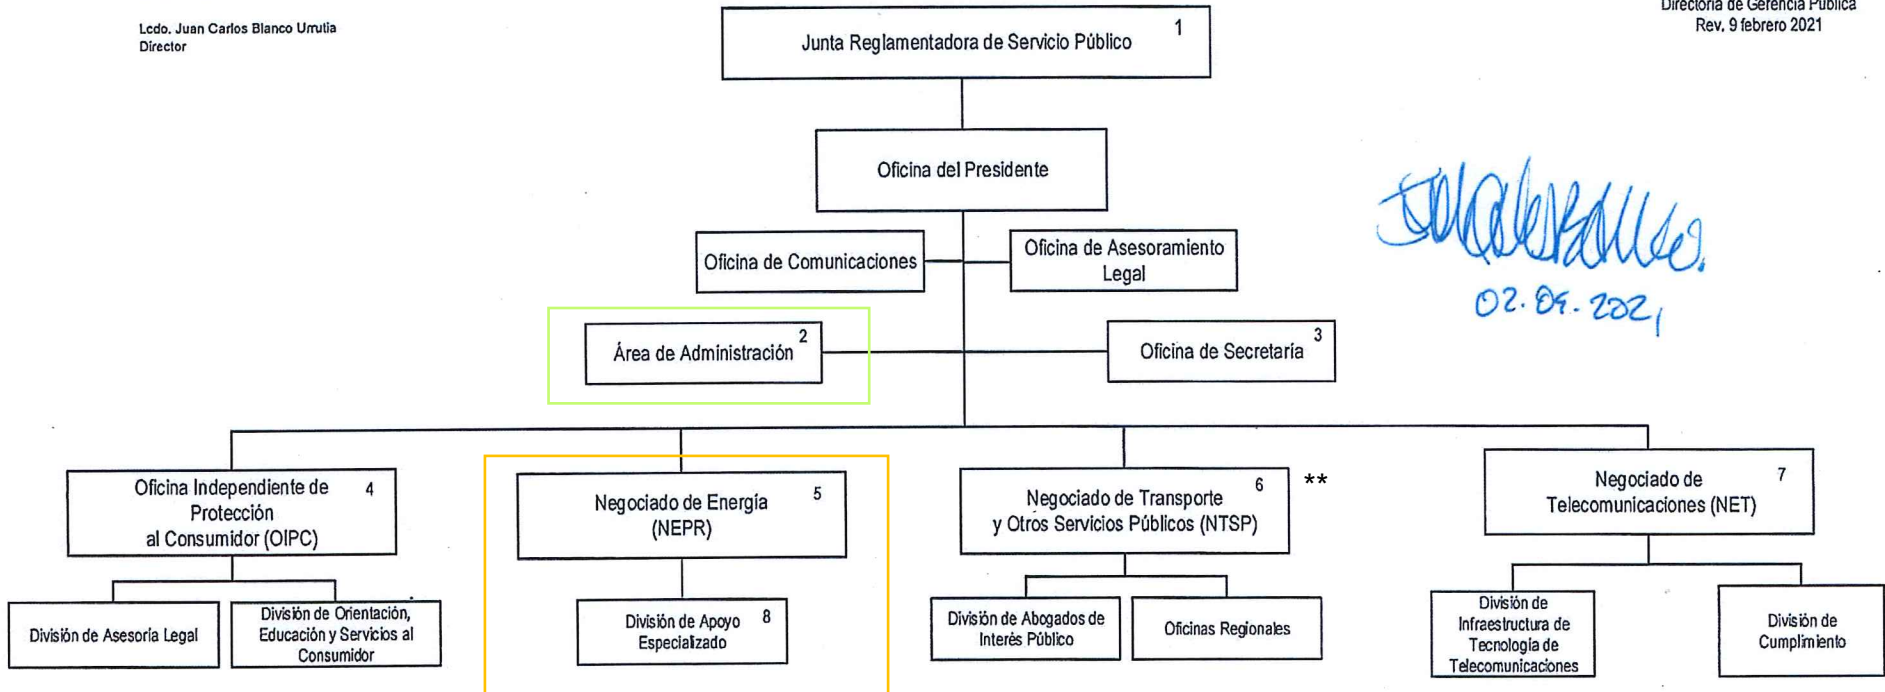 Lcdo. Juan Carlos Blanco Urrutia
Director
Directoria de Gerencia Pública
Rev. 9 febrero 2021
Junta Reglamentadora de Servicio Público 1
Oficina del Presidente
Oficina de Comunicaciones
Oficina de Asesoramiento
Legal
02.09.2021
Área de Administración 2
Oficina de Secretaría 3
Oficina Independiente de 4
Protección
al Consumidor (OIPC)
Negociado de Energía 5
(NEPR)
Negociado de Transporte 6
y Otros Servicios Públicos (NTSP)
**
Negociado de 7
Telecomunicaciones (NET)
División de Asesoría Legal
División de Orientación,
Educación y Servicios al
Consumidor
División de Apoyo 8
Especializado
División de Abogados de
Interés Público
Oficinas Regionales
División de
Infraestructura de
Tecnología de
Telecomunicaciones
División de
Cumplimiento